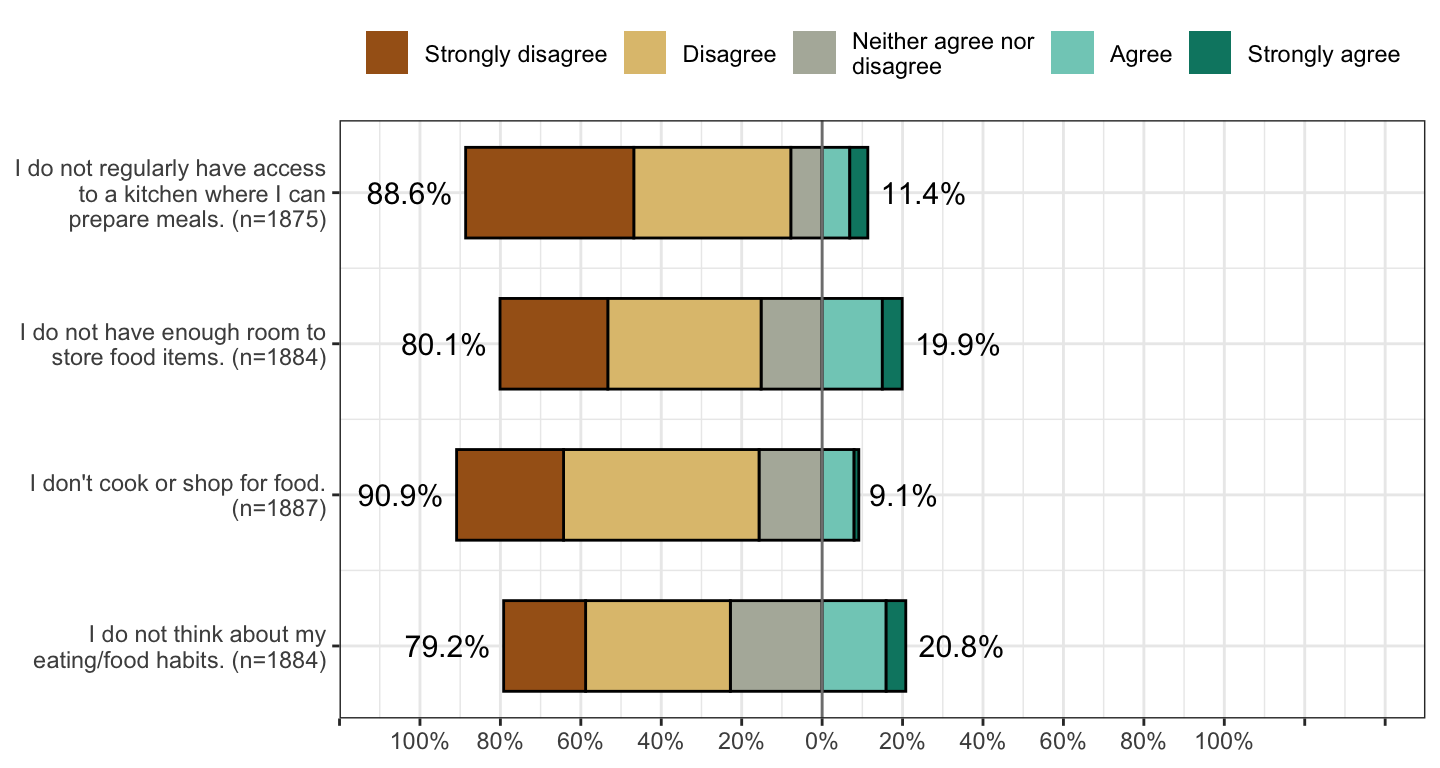 Strongly disagree
Disagree
Neither agree nor
disagree
Agree
Strongly agree
I do not regularly have access
to a kitchen where I can
prepare meals. (n=1875)
88.6%
11.4%
I do not have enough room to
store food items. (n=1884)
80.1%
19.9%
I don't cook or shop for food.
(n=1887)
90.9%
9.1%
I do not think about my
eating/food habits. (n=1884)
79.2%
20.8%
100% 80% 60% 40% 20% 0% 20% 40% 60% 80% 100%